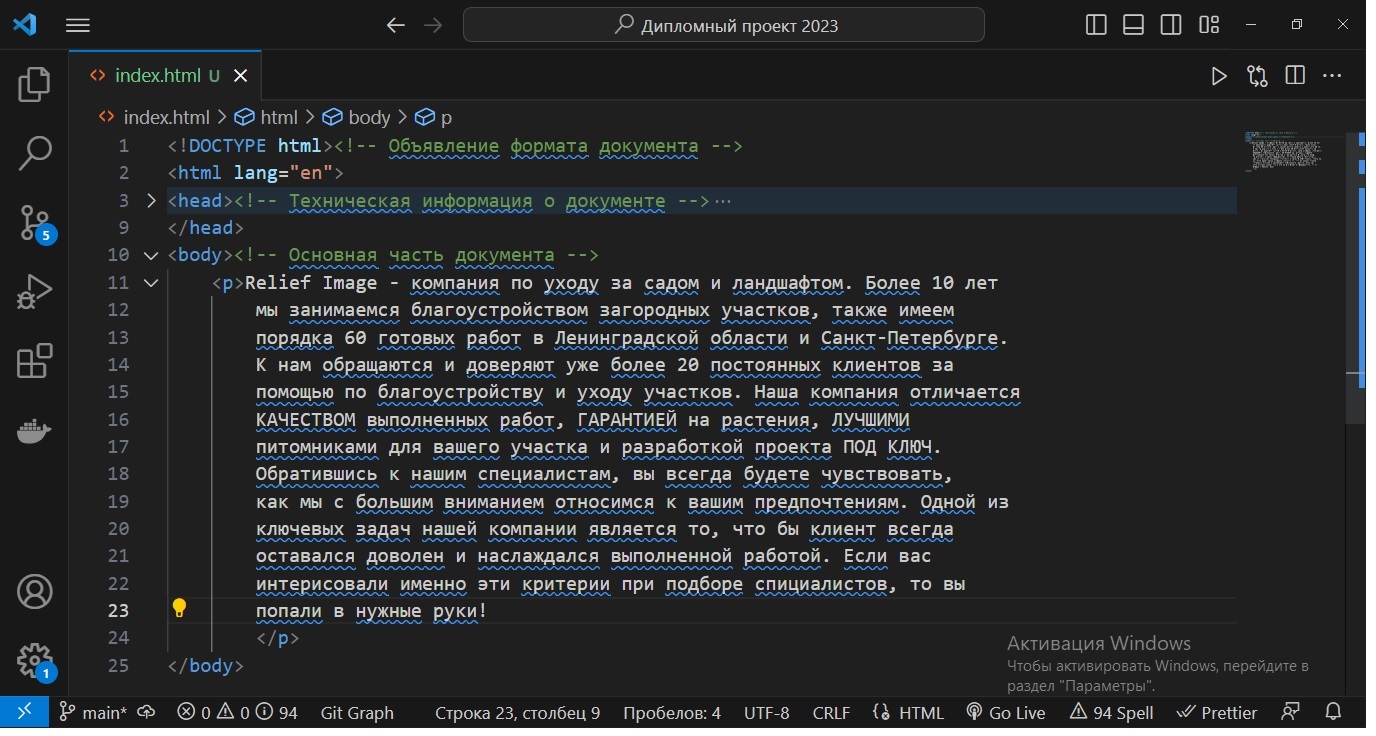 Дипломный проект 2023
index.html U
index.html > html > body > p
1 <!DOCTYPE html><!-- Объявление формата документа -->
2 <html lang="en">
3 <head><!-- Техническая информация о документе -->…
9 </head>
10 <body><!-- Основная часть документа -->
11 <p>Relief Image - компания по уходу за садом и ландшафтом. Более 10 лет
12 мы занимаемся благоустройством загородных участков, также имеем
13 порядка 60 готовых работ в Ленинградской области и Санкт-Петербурге.
14 К нам обращаются и доверяют уже более 20 постоянных клиентов за
15 помощью по благоустройству и уходу участков. Наша компания отличается
16 КАЧЕСТВОМ выполненных работ, ГАРАНТИЕЙ на растения, ЛУЧШИМИ
17 питомниками для вашего участка и разработкой проекта ПОД КЛЮЧ.
18 Обратившись к нашим специалистам, вы всегда будете чувствовать,
19 как мы с большим вниманием относимся к вашим предпочтениям. Одной из
20 ключевых задач нашей компании является то, что бы клиент всегда
21 оставался доволен и наслаждался выполненной работой. Если вас
22 интерисовали именно эти критерии при подборе спициалистов, то вы
23 попали в нужные руки!
24 </p>
25 </body>
5
1
Активация Windows
Чтобы активировать Windows, перейдите в
раздел "Параметры".
main* 0 0 94 Git Graph Строка 23, столбец 9 Пробелов: 4 UTF-8 CRLF HTML Go Live 94 Spell Prettier